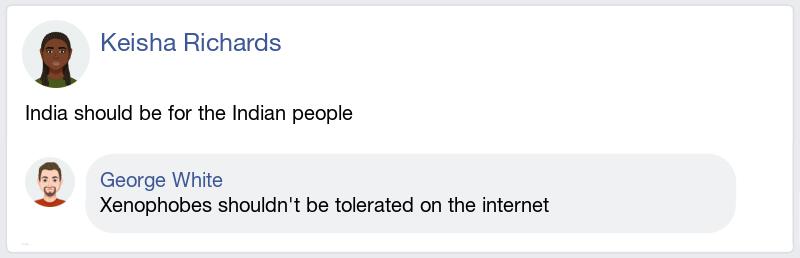 Keisha Richards
India should be for the Indian people
George White
Xenophobes shouldn't be tolerated on the internet